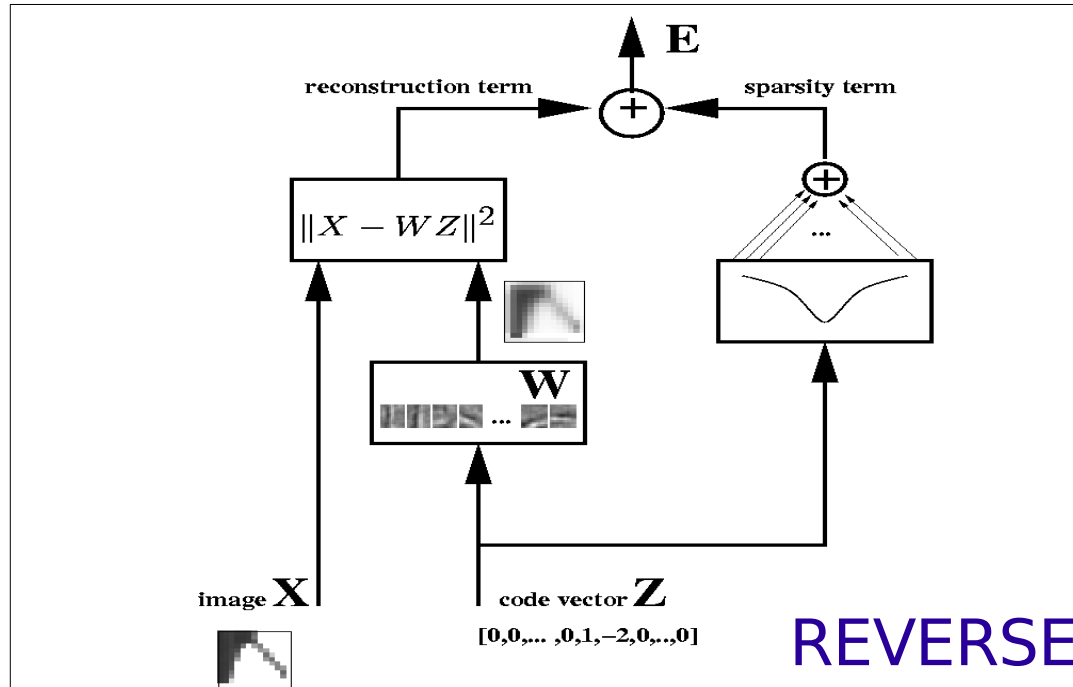 E
reconstruction term
+
sparsity term
+
‖X − WZ‖²
...
W
...
image X
code vector Z
[0,0,... ,0,1,−2,0,..,0]
REVERSE